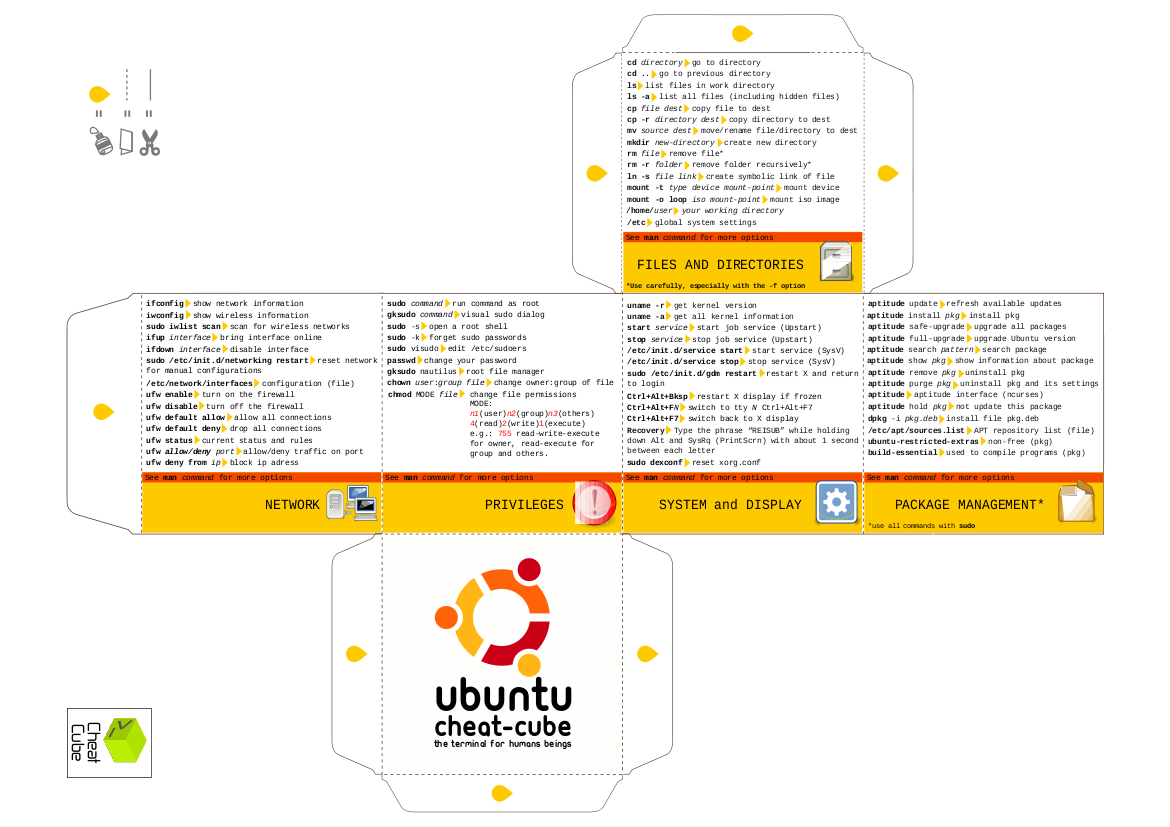 cd directory go to directory
cd .. go to previous directory
ls list files in work directory
ls -a list all files (including hidden files)
cp file dest copy file to dest
cp -r directory dest copy directory to dest
mv source dest move/rename file/directory to dest
mkdir new-directory create new directory
rm file remove file*
rm -r folder remove folder recursively*
ln -s file link create symbolic link of file
mount -t type device mount-point mount device
mount -o loop iso mount-point mount iso image
/home/user your working directory
/etc global system settings
See man command for more options
FILES AND DIRECTORIES
*Use carefully, especially with the -f option
ifconfig show network information
iwconfig show wireless information
sudo iwlist scan scan for wireless networks
ifup interface bring interface online
ifdown interface disable interface
sudo /etc/init.d/networking restart reset network
for manual configurations
/etc/network/interfaces configuration (file)
ufw enable turn on the firewall
ufw disable turn off the firewall
ufw default allow allow all connections
ufw default deny drop all connections
ufw status current status and rules
ufw allow/deny port allow/deny traffic on port
ufw deny from ip block ip adress
See man command for more options
NETWORK
sudo command run command as root
gksudo command visual sudo dialog
sudo -s open a root shell
sudo -k forget sudo passwords
sudo visudo edit /etc/sudoers
passwd change your password
gksudo nautilus root file manager
chown user:group file change owner:group of file
chmod MODE file change file permissions
MODE:
n1(user)n2(group)n3(others)
4(read)2(write)1(execute)
e.g.: 755 read-write-execute
for owner, read-execute for
group and others.
See man command for more options
PRIVILEGES
uname -r get kernel version
uname -a get all kernel information
start service start job service (Upstart)
stop service stop job service (Upstart)
/etc/init.d/service start start service (SysV)
/etc/init.d/service stop stop service (SysV)
sudo /etc/init.d/gdm restart restart X and return
to login
Ctrl+Alt+Bksp restart X display if frozen
Ctrl+Alt+FN switch to tty N Ctrl+Alt+F7
Ctrl+Alt+F7 switch back to X display
Recovery Type the phrase "REISUB" while holding
down Alt and SysRq (PrintScrn) with about 1 second
between each letter
sudo dexconf reset xorg.conf
See man command for more options
SYSTEM and DISPLAY
aptitude update refresh available updates
aptitude install pkg install pkg
aptitude safe-upgrade upgrade all packages
aptitude full-upgrade upgrade Ubuntu version
aptitude search pattern search package
aptitude show pkg show information about package
aptitude remove pkg uninstall pkg
aptitude purge pkg uninstall pkg and its settings
aptitude aptitude interface (ncurses)
aptitude hold pkg not update this package
dpkg -i pkg.deb install file pkg.deb
/etc/apt/sources.list APT repository list (file)
ubuntu-restricted-extras non-free (pkg)
build-essential used to compile programs (pkg)
See man command for more options
PACKAGE MANAGEMENT*
*use all commands with sudo
ubuntu
cheat-cube
the terminal for humans beings
Cheat
Cube